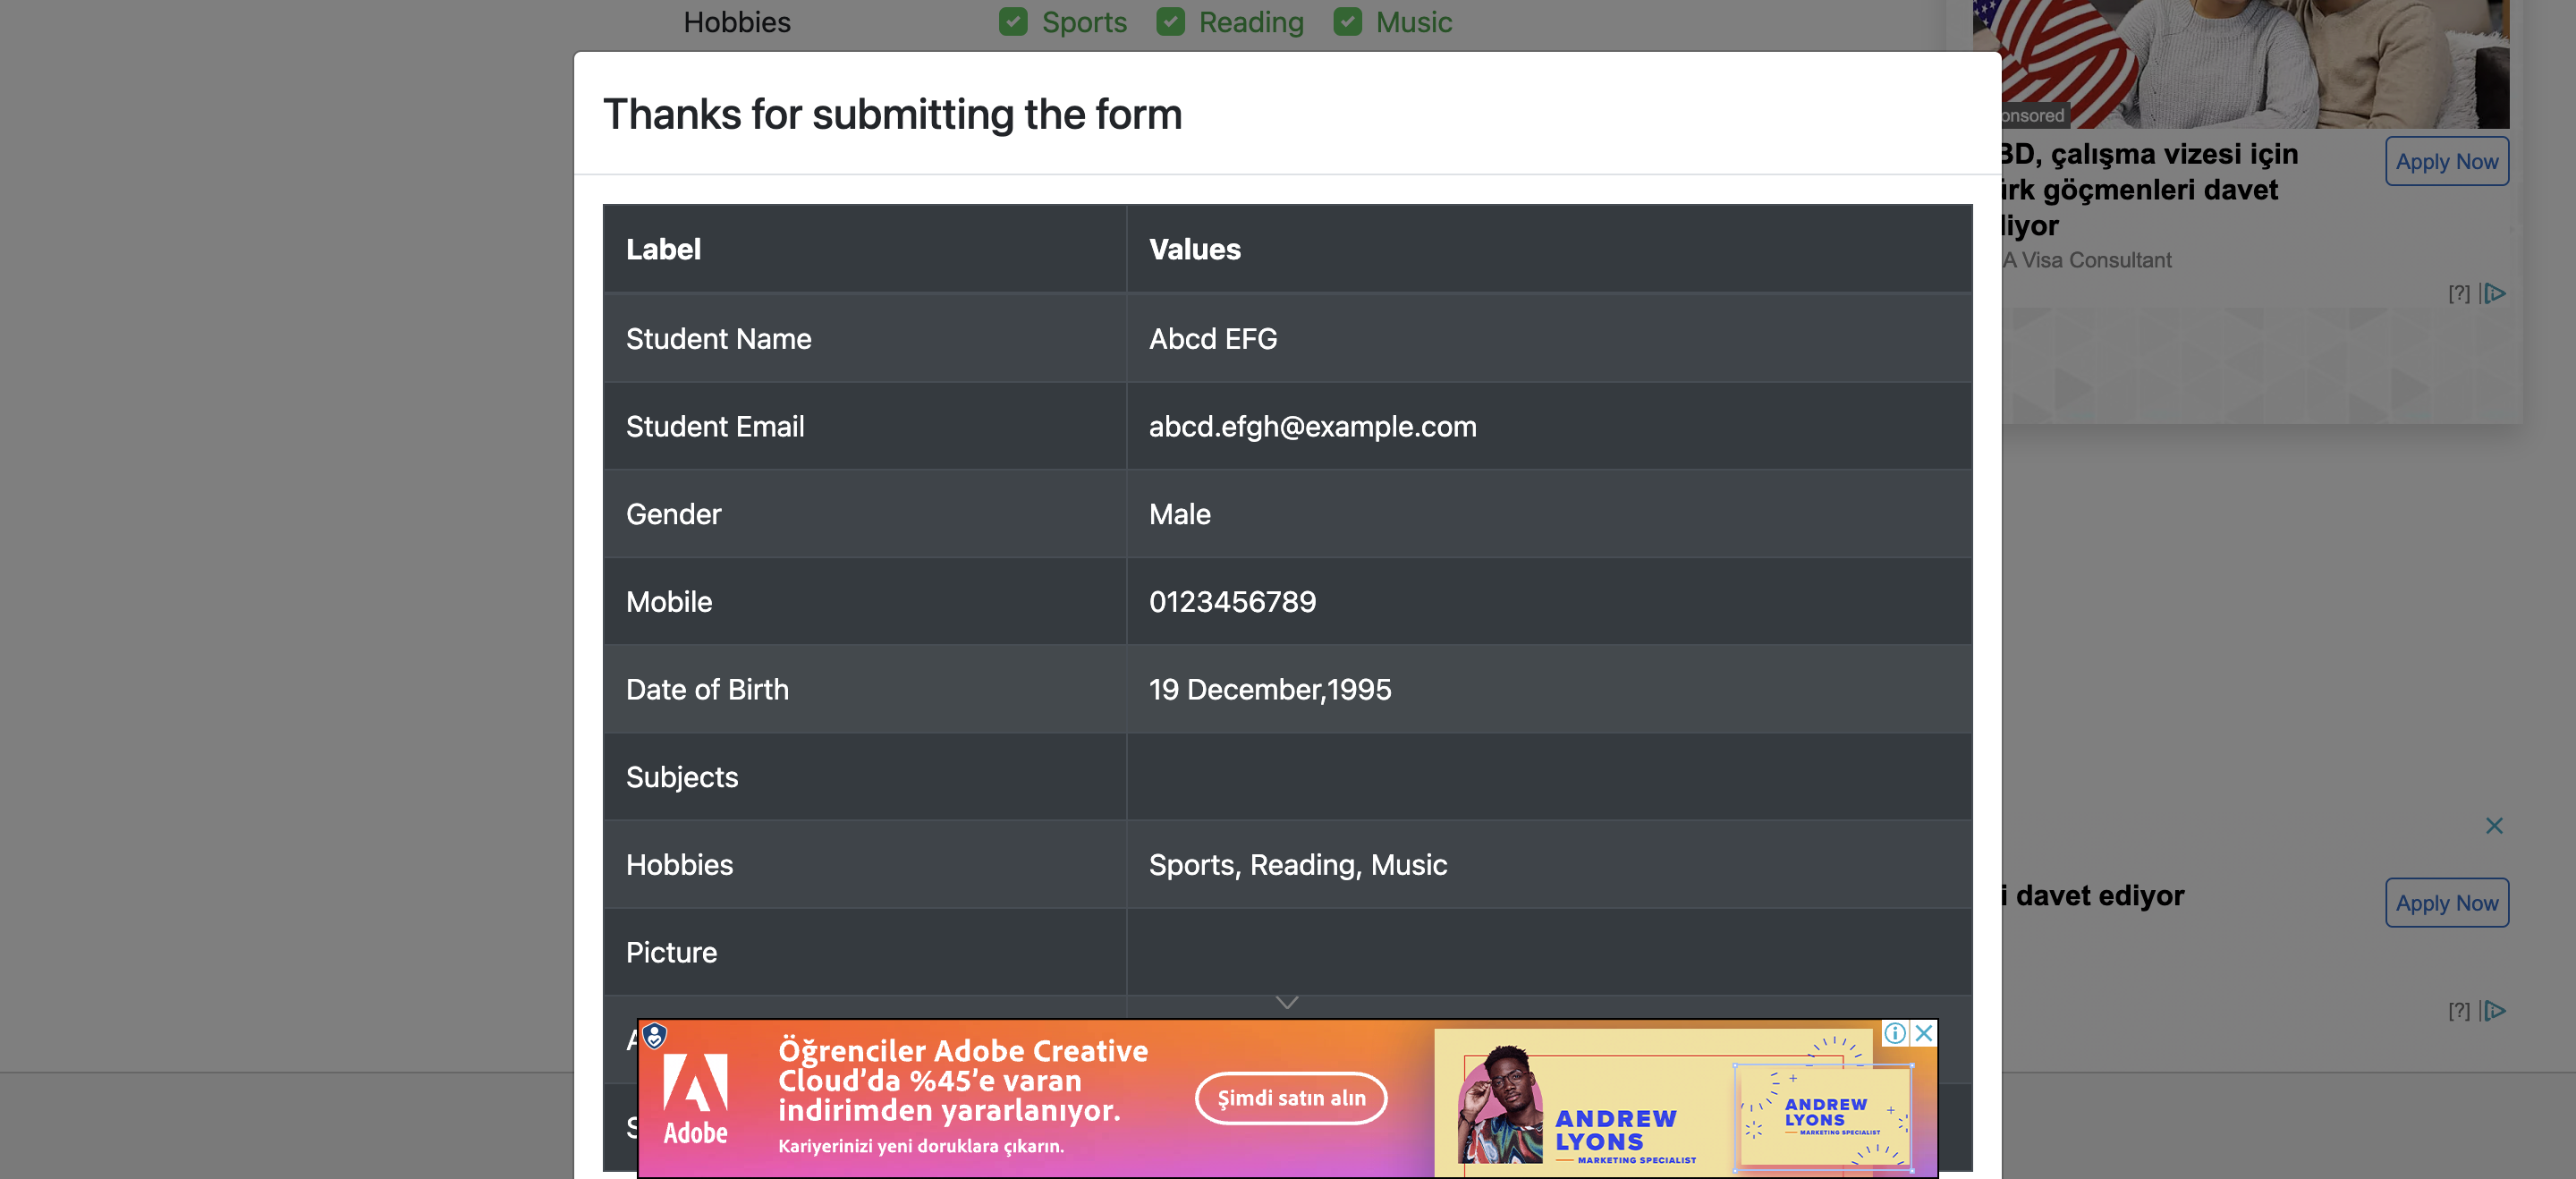 Hobbies Sports Reading Music
Thanks for submitting the form
Label Values
Student Name Abcd EFG
Student Email abcd.efgh@example.com
Gender Male
Mobile 0123456789
Date of Birth 19 December,1995
Subjects
Hobbies Sports, Reading, Music
Picture
onsored
BD, çalışma vizesi için
irk göçmenleri davet
liyor
A Visa Consultant
Apply Now
[?]
i davet ediyor
Apply Now
[?]
Adobe
Öğrenciler Adobe Creative
Cloud’da %45’e varan
indirimden yararlanıyor.
Kariyerinizi yeni doruklara çıkarın.
Şimdi satın alın
ANDREW
LYONS
MARKETING SPECIALIST
ANDREW
LYONS
MARKETING SPECIALIST